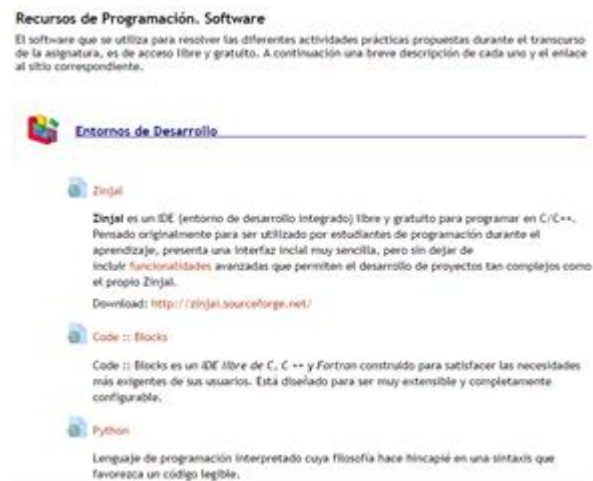 Recursos de Programación. Software
El software que se utiliza para resolver las diferentes actividades prácticas propuestas durante el transcurso
de la asignatura, es de acceso libre y gratuito. A continuación una breve descripción de cada uno y el enlace
al sitio correspondiente.
Entornos de Desarrollo
Zinjal
Zinjal es un IDE (entorno de desarrollo integrado) libre y gratuito para programar en C/C++.
Pensado originalmente para ser utilizado por estudiantes de programación durante el
aprendizaje, presenta una interfaz incial muy sencilla, pero sin dejar de
incluir funcionalidades avanzadas que permiten el desarrollo de proyectos tan complejos como
el propio Zinjal.
Download: http://zinjai.sourceforge.net/
Code :: Blocks
Code :: Blocks es un IDE libre de C, C ++ y Fortran construido para satisfacer las necesidades
más exigentes de sus usuarios. Está diseñado para ser muy extensible y completamente
configurable.
Python
Lenguaje de programación interpretado cuya filosofía hace hincapié en una sintaxis que
favorezca un código legible.